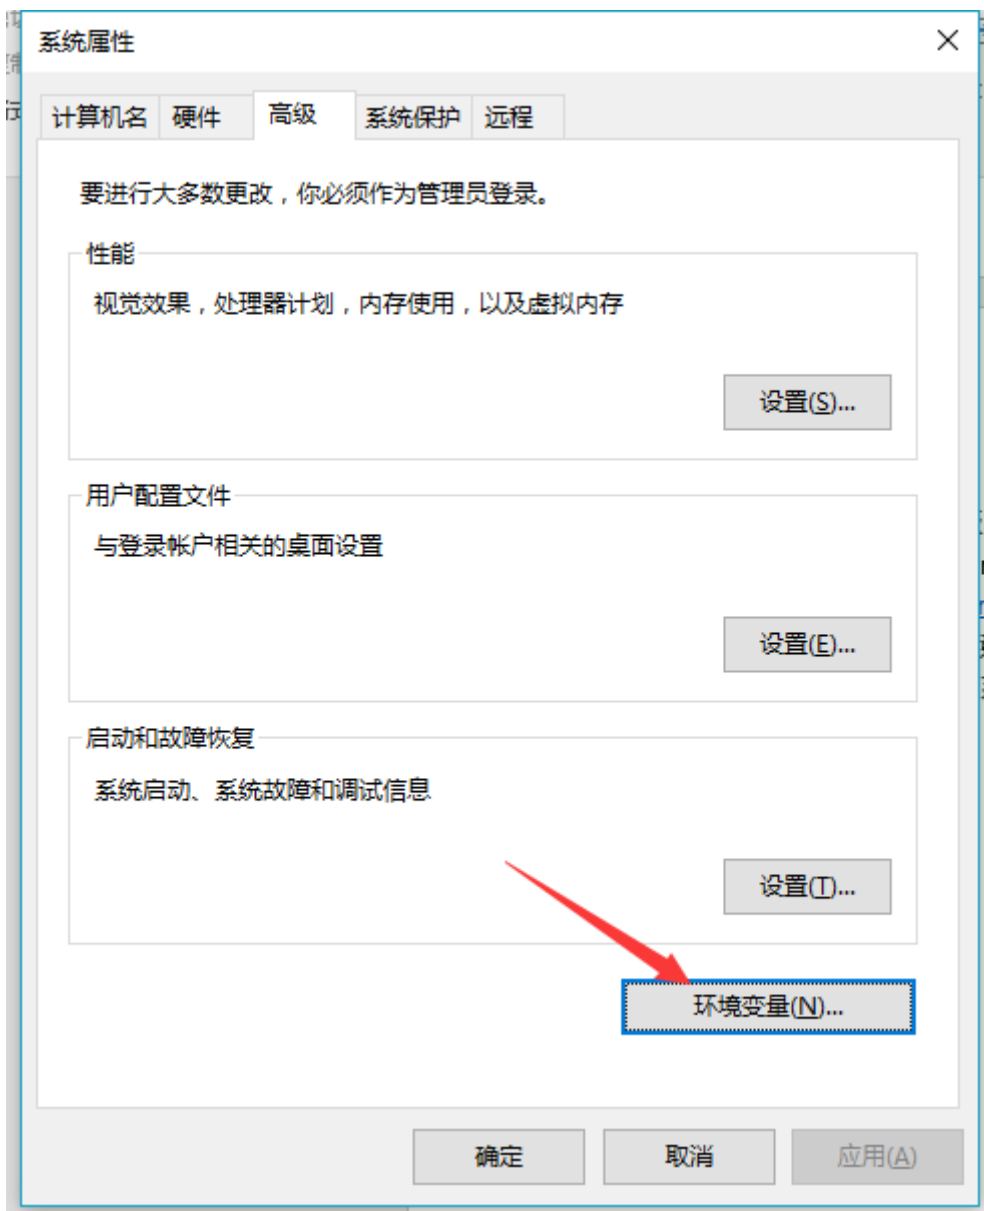 系统属性
计算机名 硬件 高级 系统保护 远程
要进行大多数更改，你必须作为管理员登录。
性能
视觉效果，处理器计划，内存使用，以及虚拟内存
设置(S)...
用户配置文件
与登录帐户相关的桌面设置
设置(E)...
启动和故障恢复
系统启动、系统故障和调试信息
设置(T)...
环境变量(N)...
确定 取消 应用(A)